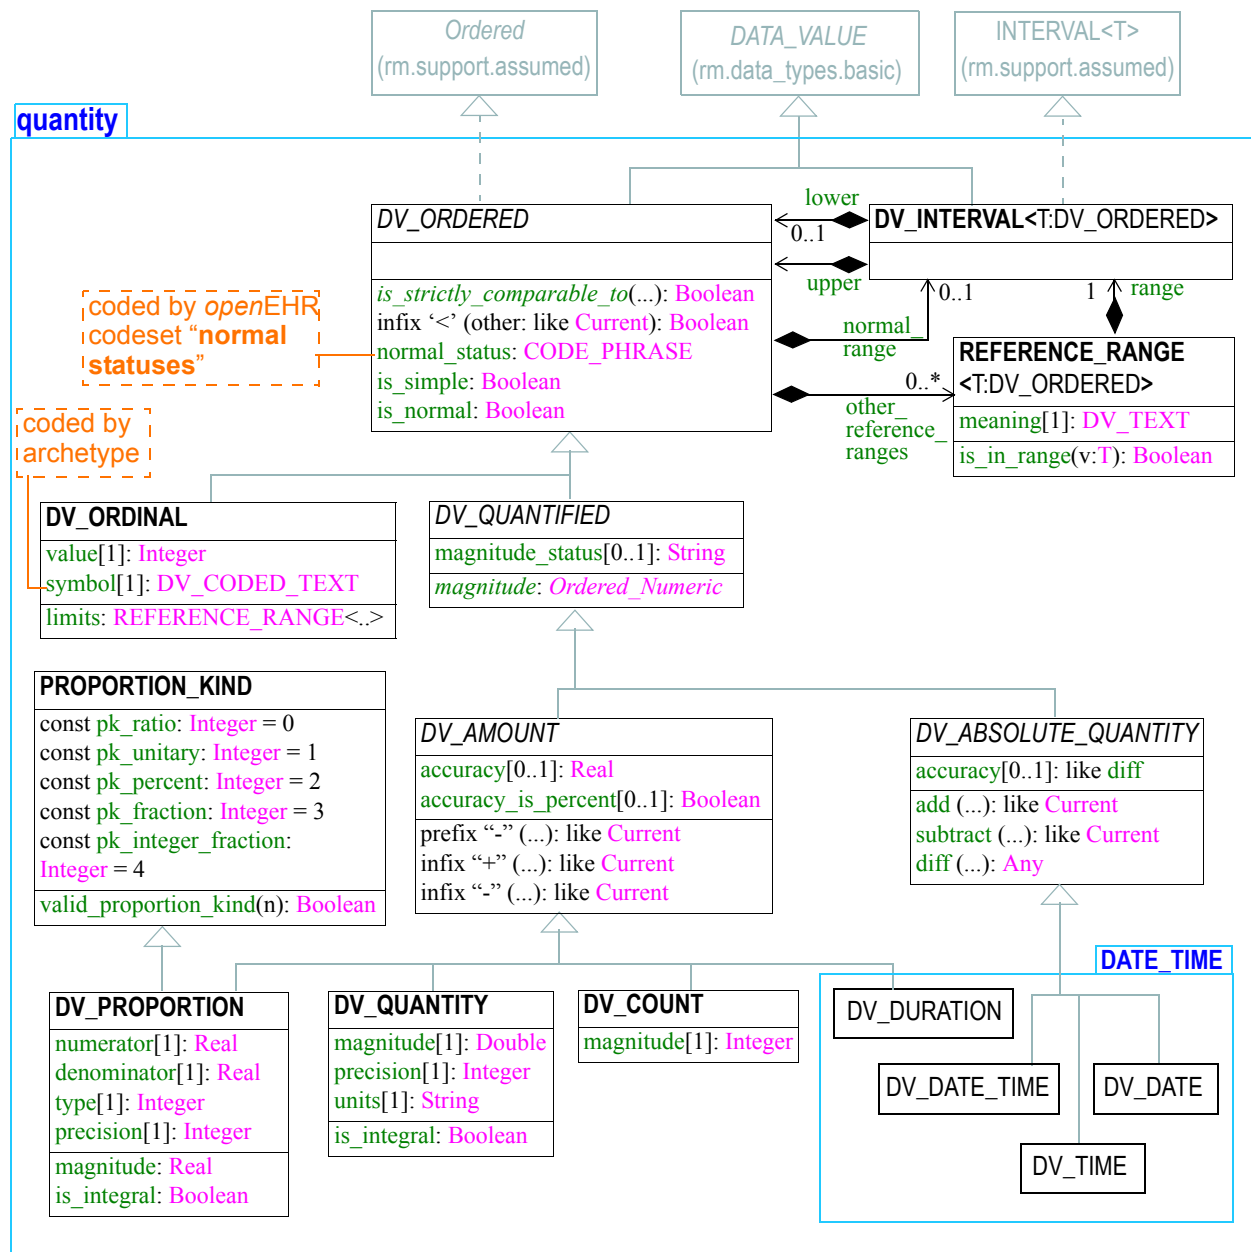 Ordered
(rm.support.assumed)
DATA_VALUE
(rm.data_types.basic)
INTERVAL<T>
(rm.support.assumed)
quantity
DV_ORDERED
is_strictly_comparable_to(...): Boolean
infix ‘<’ (other: like Current): Boolean
normal_status: CODE_PHRASE
is_simple: Boolean
is_normal: Boolean
lower
0..1
upper
DV_INTERVAL<T:DV_ORDERED>
normal_
range
0..1
1
range
0..*
other_
reference_
ranges
REFERENCE_RANGE
<T:DV_ORDERED>
meaning[1]: DV_TEXT
is_in_range(v:T): Boolean
coded by openEHR
codeset “normal
statuses”
coded by
archetype
DV_ORDINAL
value[1]: Integer
symbol[1]: DV_CODED_TEXT
limits: REFERENCE_RANGE<..>
DV_QUANTIFIED
magnitude_status[0..1]: String
magnitude: Ordered_Numeric
PROPORTION_KIND
const pk_ratio: Integer = 0
const pk_unitary: Integer = 1
const pk_percent: Integer = 2
const pk_fraction: Integer = 3
const pk_integer_fraction:
Integer = 4
valid_proportion_kind(n): Boolean
DV_AMOUNT
accuracy[0..1]: Real
accuracy_is_percent[0..1]: Boolean
prefix “-” (...): like Current
infix “+” (...): like Current
infix “-” (...): like Current
DV_ABSOLUTE_QUANTITY
accuracy[0..1]: like diff
add (...): like Current
subtract (...): like Current
diff (...): Any
DV_PROPORTION
numerator[1]: Real
denominator[1]: Real
type[1]: Integer
precision[1]: Integer
magnitude: Real
is_integral: Boolean
DV_QUANTITY
magnitude[1]: Double
precision[1]: Integer
units[1]: String
is_integral: Boolean
DV_COUNT
magnitude[1]: Integer
DATE_TIME
DV_DURATION
DV_DATE_TIME
DV_DATE
DV_TIME